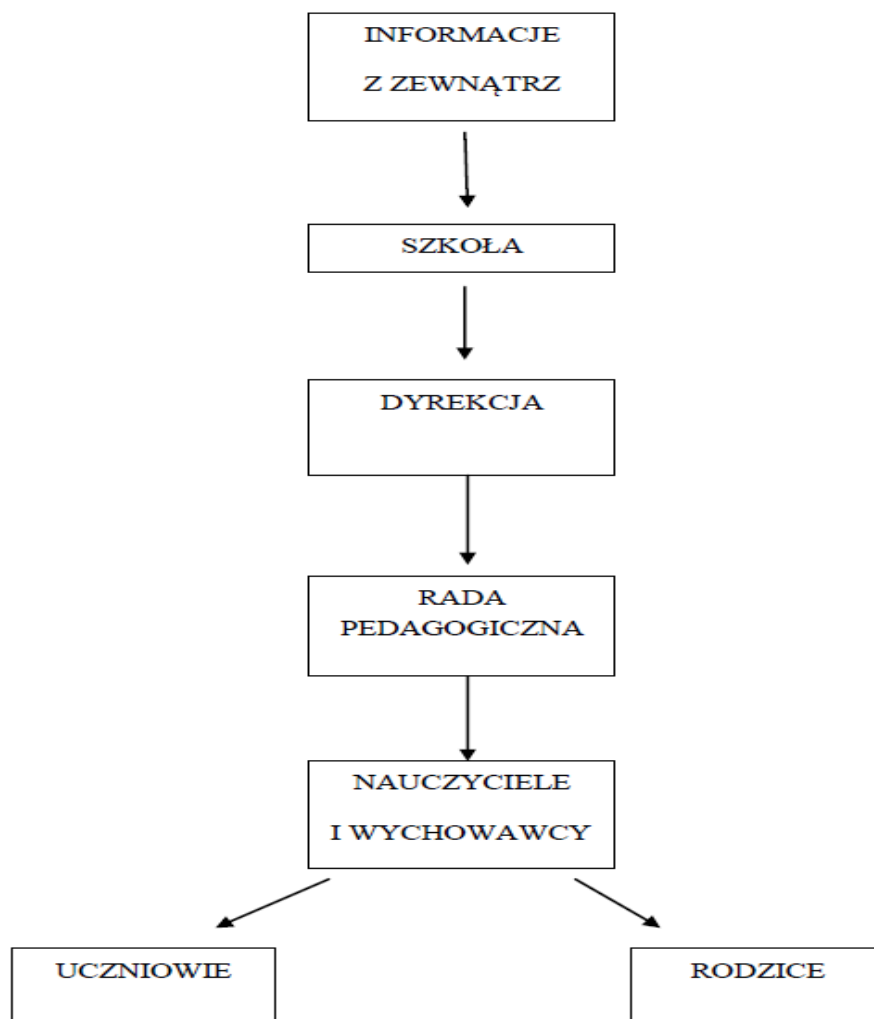 INFORMACJE
Z ZEWNĄTRZ
SZKOŁA
DYREKCJA
RADA
PEDAGOGICZNA
NAUCZYCIELE
I WYCHOWAWCY
UCZNIOWIE
RODZICE